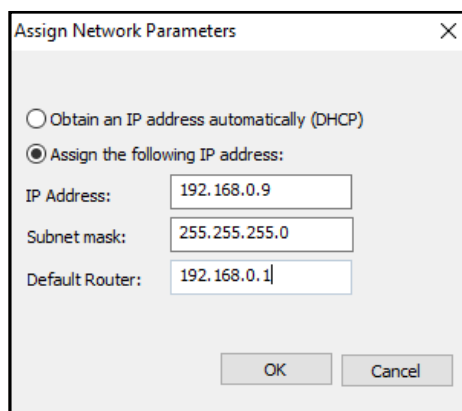 Assign Network Parameters
Obtain an IP address automatically (DHCP)
Assign the following IP address:
IP Address: 192.168.0.9
Subnet mask: 255.255.255.0
Default Router: 192.168.0.1
OK Cancel